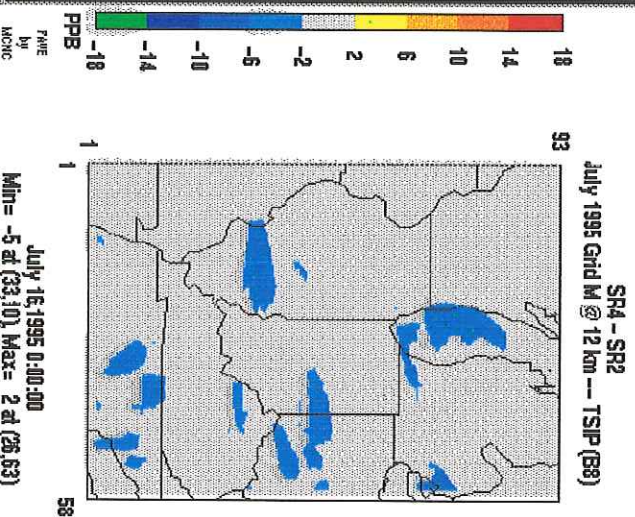 SR4 - SR2
July 1995 Grid M @ 12 km --- TSIP (B8)
18
14
10
6
2
-2
-6
-10
-14
-18
PPB
PAVE
by
MCNC
93
1
1
58
July 16,1995 0:00:00
Min= -5 at (33,10), Max= 2 at (26,63)